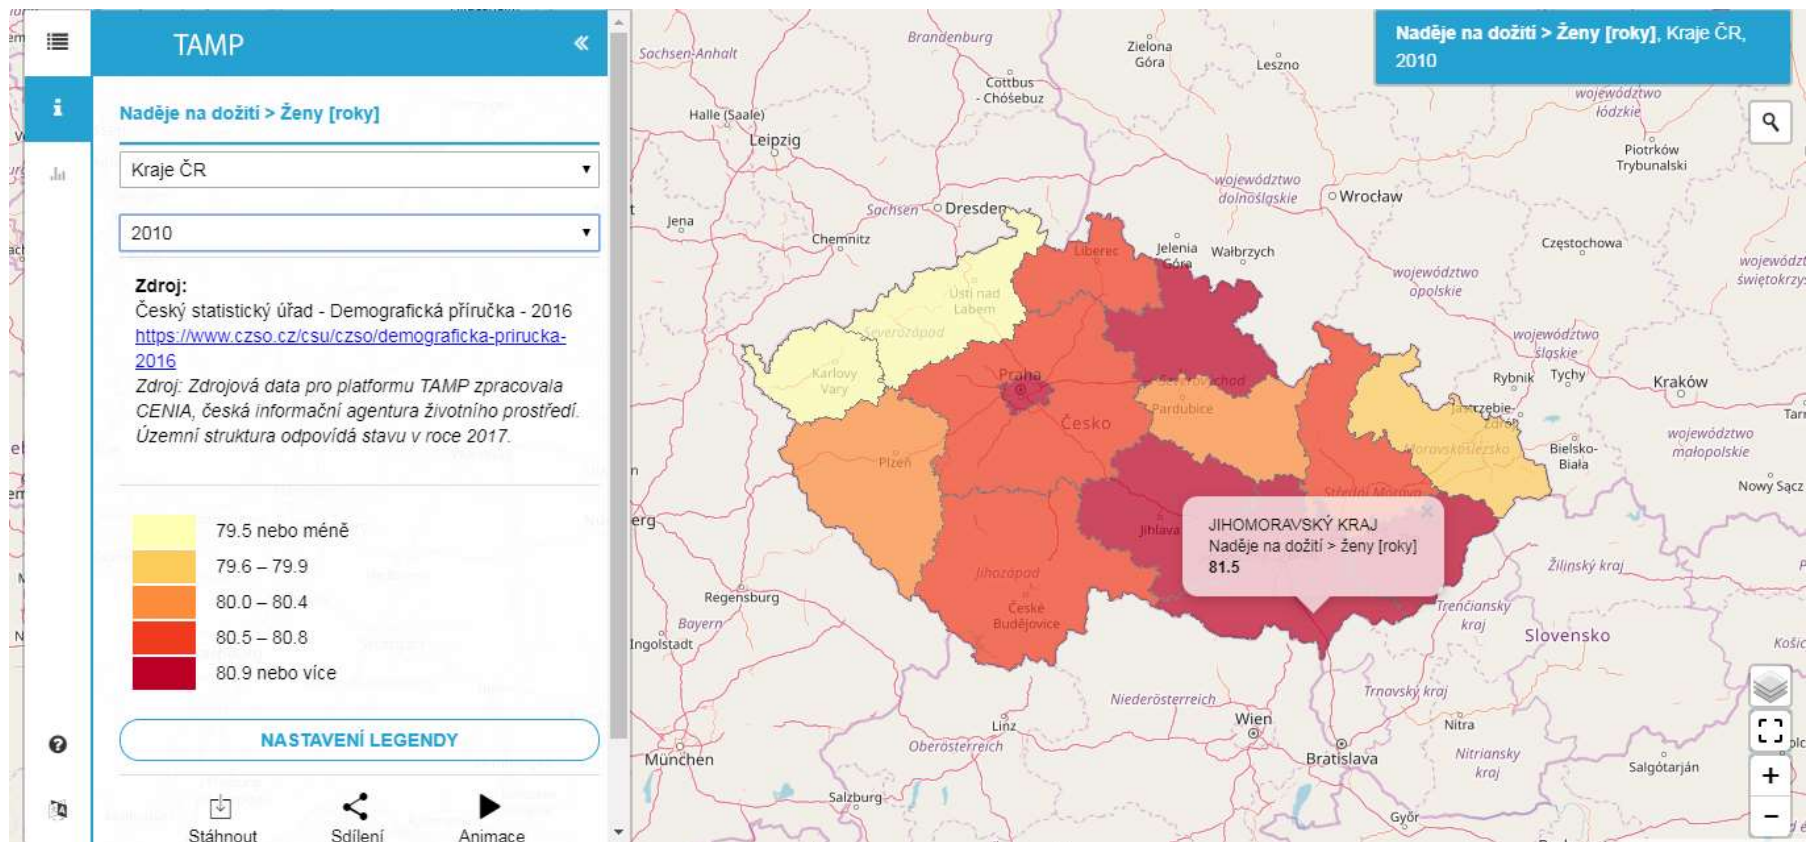 TAMP
«
Naděje na dožití > Ženy [roky]
Kraje ČR
2010
Zdroj:
Český statistický úřad - Demografická příručka - 2016
https://www.czso.cz/csu/czso/demograficka-prirucka-
2016
Zdroj: Zdrojová data pro platformu TAMP zpracovala
CENIA, česká informační agentura životního prostředí.
Územní struktura odpovídá stavu v roce 2017.
79.5 nebo méně
79.6 – 79.9
80.0 – 80.4
80.5 – 80.8
80.9 nebo více
NASTAVENÍ LEGENDY
Stáhnout
Sdílení
Animace
Naděje na dožití > Ženy [roky], Kraje ČR,
2010
Sachsen-Anhalt
Brandenburg
Zielona
Góra
Leszno
Cottbus
- Chóśebuz
województwo
łódzkie
Halle (Saale)
Leipzig
Piotrków
Trybunalski
województwo
dolnośląskie
Wrocław
Jena
Sachsen
Dresden
Chemnitz
Liberec
Jelenia
Góra
Wałbrzych
Częstochowa
województwo
opolskie
Ústí nad
Labem
Severozápad
województwo
śląskie
Karlovy
Vary
Praha
Severovýchod
Pardubice
Rybnik
Tychy
Kraków
Jastrzębie-
Zdrój
Česko
Plzeň
Moravskoslezsko
Bielsko-
Biała
województwo
małopolskie
Nowy Sącz
Střední Morava
Jihlava
JIHOMORAVSKÝ KRAJ
Naděje na dožití > ženy [roky]
81.5
Jihozápad
České
Budějovice
Žilinský kraj
Regensburg
Bayern
Ingolstadt
Trenčiansky
kraj
Slovensko
Niederösterreich
Trnavský kraj
Wien
Nitra
Linz
Oberösterreich
München
Bratislava
Nitriansky
kraj
Salgótarján
Salzburg
Győr
+
−